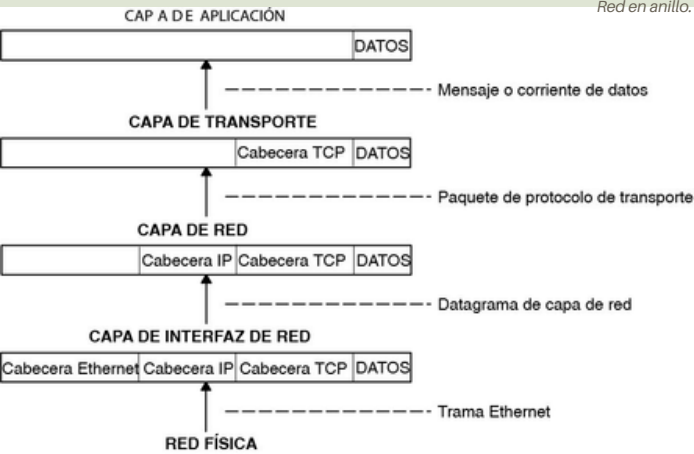 Red en anillo.
CAP A DE APLICACIÓN
DATOS
Mensaje o corriente de datos
CAPA DE TRANSPORTE
Cabecera TCP DATOS
Paquete de protocolo de transporte
CAPA DE RED
Cabecera IP Cabecera TCP DATOS
Datagrama de capa de red
CAPA DE INTERFAZ DE RED
Cabecera Ethernet Cabecera IP Cabecera TCP DATOS
Trama Ethernet
RED FÍSICA